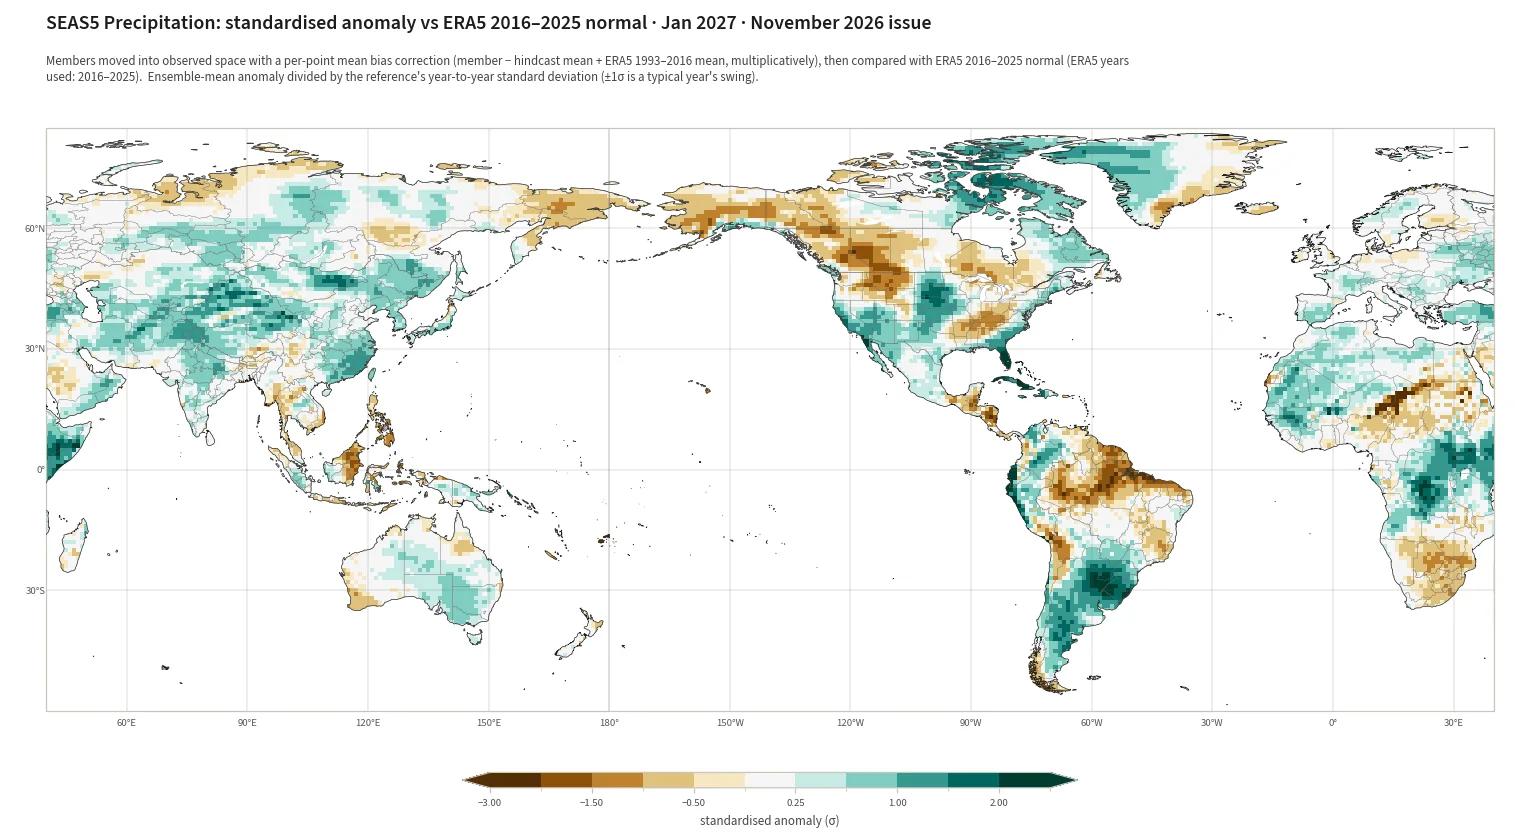 SEAS5 Precipitation: standardised anomaly vs ERA5 2016–2025 normal · Jan 2027 · November 2026 issue
Members moved into observed space with a per-point mean bias correction (member − hindcast mean + ERA5 1993–2016 mean, multiplicatively), then compared with ERA5 2016–2025 normal (ERA5 years
used: 2016–2025). Ensemble-mean anomaly divided by the reference's year-to-year standard deviation (±1σ is a typical year's swing).
60°N
30°N
0°
30°S
60°E 90°E 120°E 150°E 180° 150°W 120°W 90°W 60°W 30°W 0° 30°E
−3.00 −1.50 −0.50 0.25 1.00 2.00
standardised anomaly (σ)